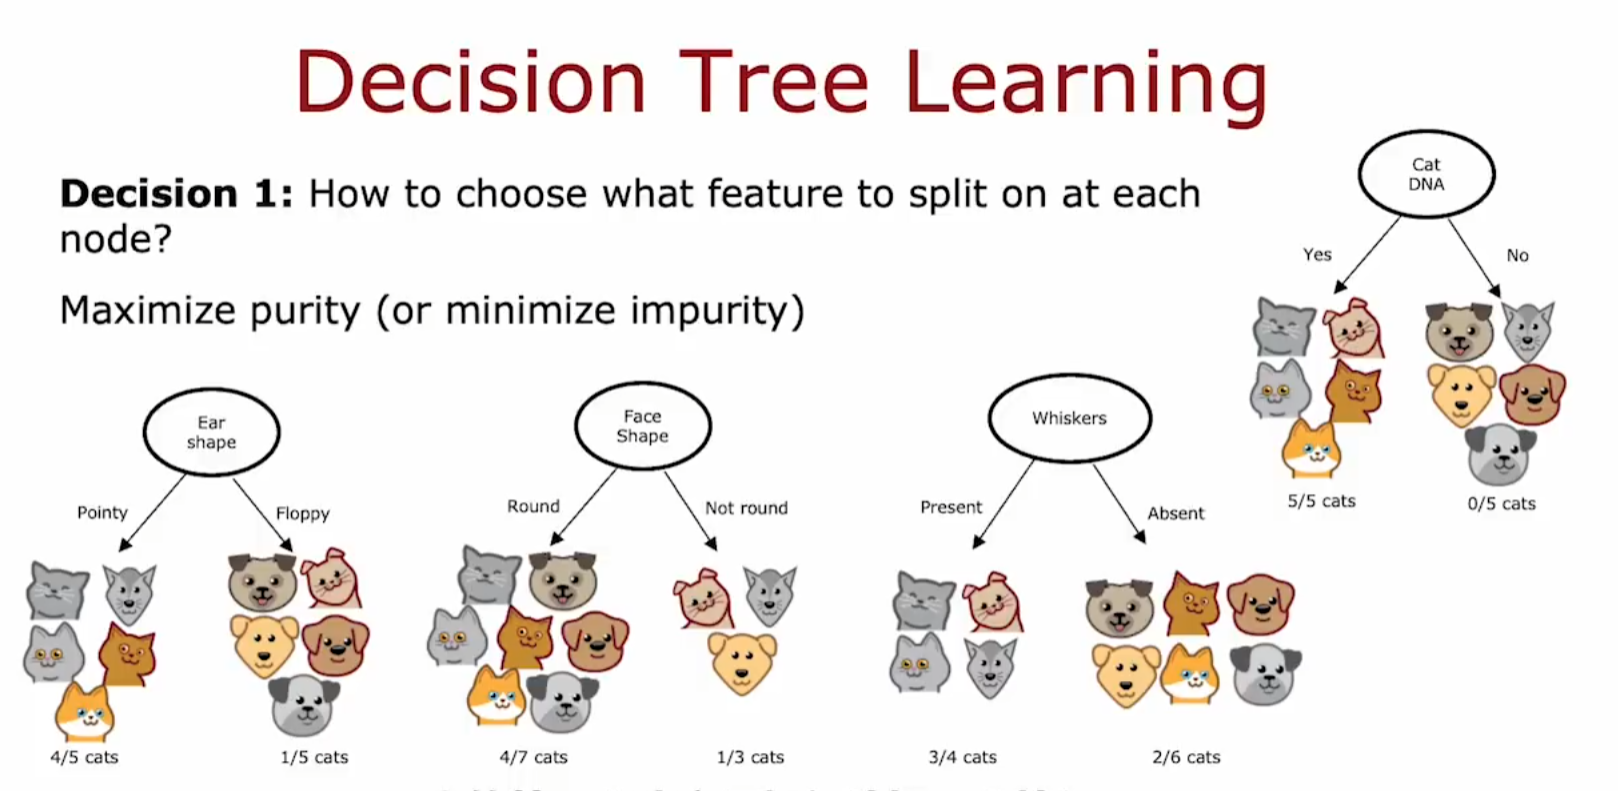 Decision Tree Learning
Decision 1: How to choose what feature to split on at each
node?
Maximize purity (or minimize impurity)
Cat
DNA
Yes
No
5/5 cats
0/5 cats
Ear
shape
Pointy
Floppy
4/5 cats
1/5 cats
Face
Shape
Round
Not round
4/7 cats
1/3 cats
Whiskers
Present
Absent
3/4 cats
2/6 cats